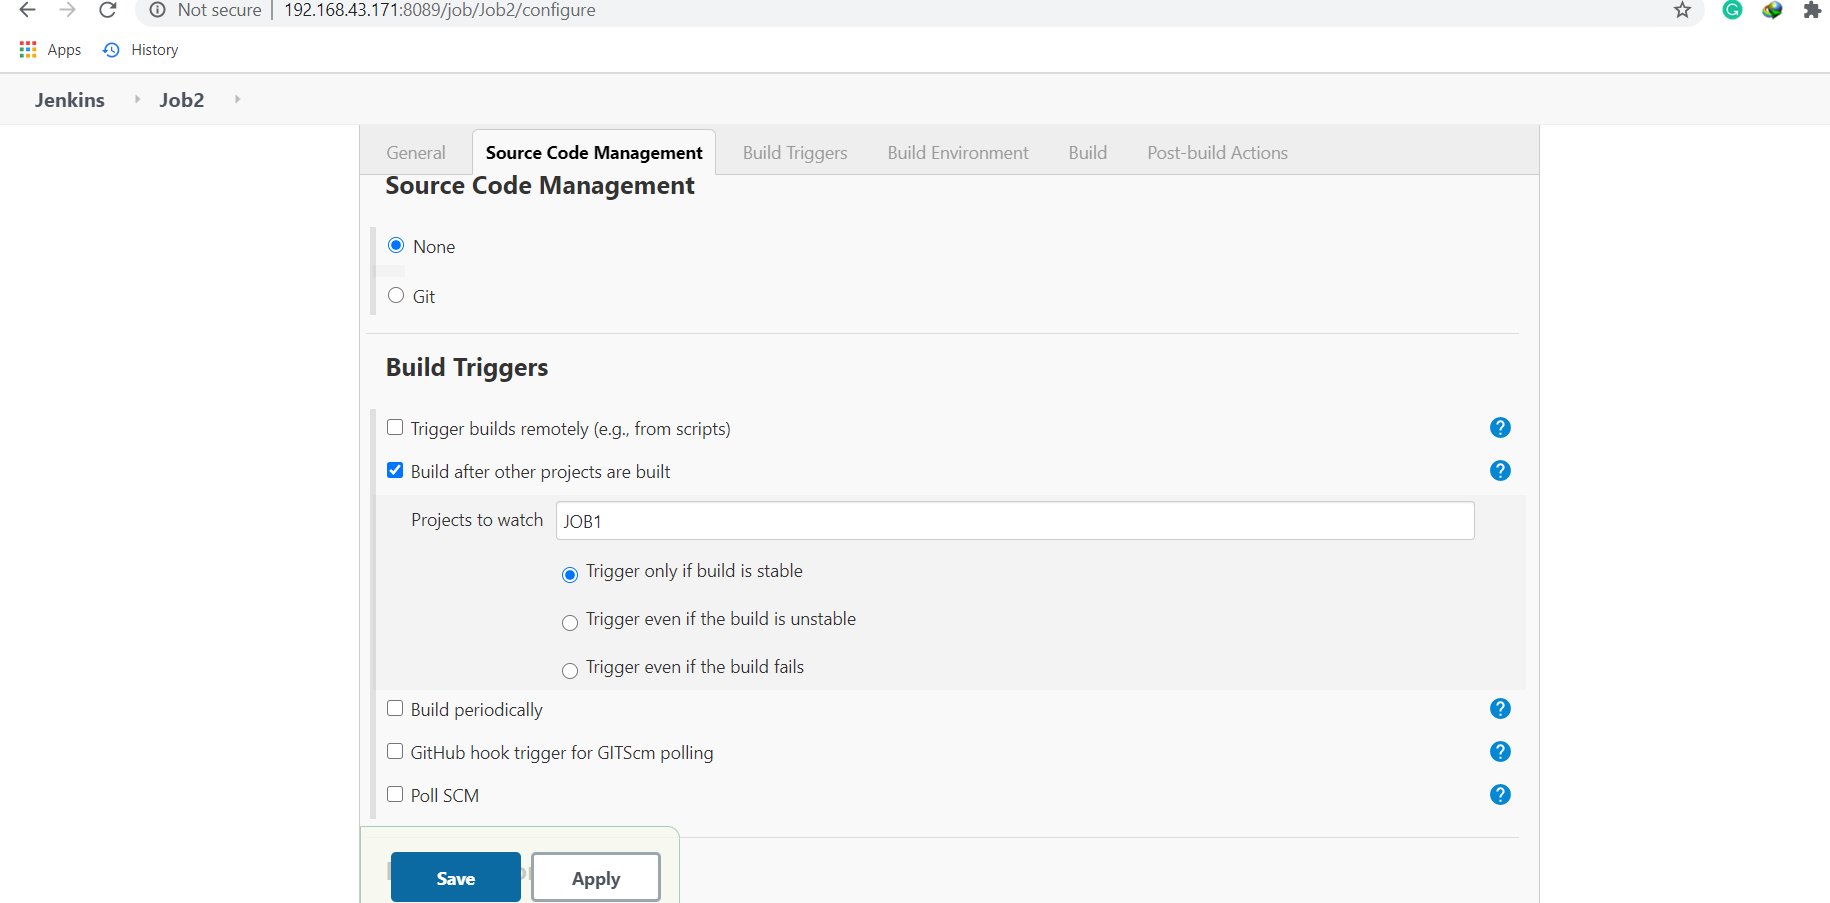 Not secure | 192.168.43.171:8089/job/Job2/configure
Apps History
Jenkins Job2
General Source Code Management Build Triggers Build Environment Build Post-build Actions
Source Code Management
None
Git
Build Triggers
Trigger builds remotely (e.g., from scripts) ?
Build after other projects are built ?
Projects to watch JOB1
Trigger only if build is stable
Trigger even if the build is unstable
Trigger even if the build fails
Build periodically ?
GitHub hook trigger for GITScm polling ?
Poll SCM ?
Save Apply